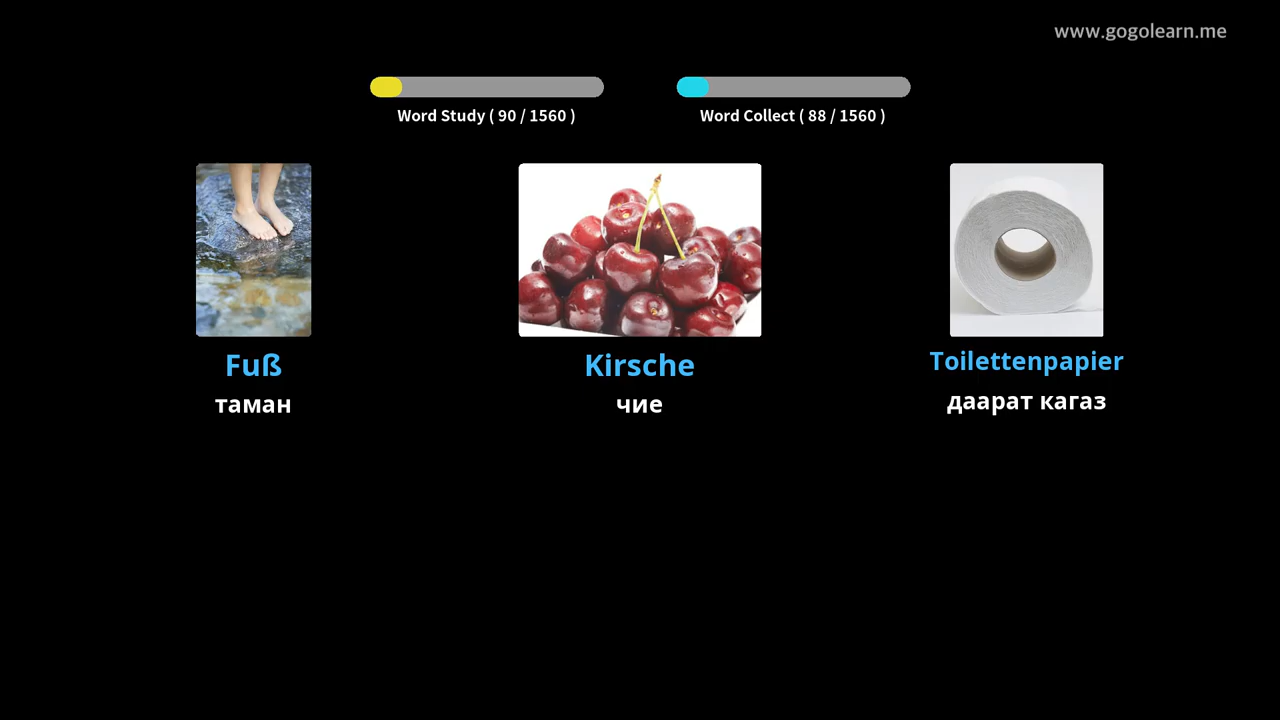 www.gogolearn.me
Word Study ( 90 / 1560 )
Word Collect ( 88 / 1560 )
Fuß
Kirsche
Toilettenpapier
таман
чие
даарат кагаз